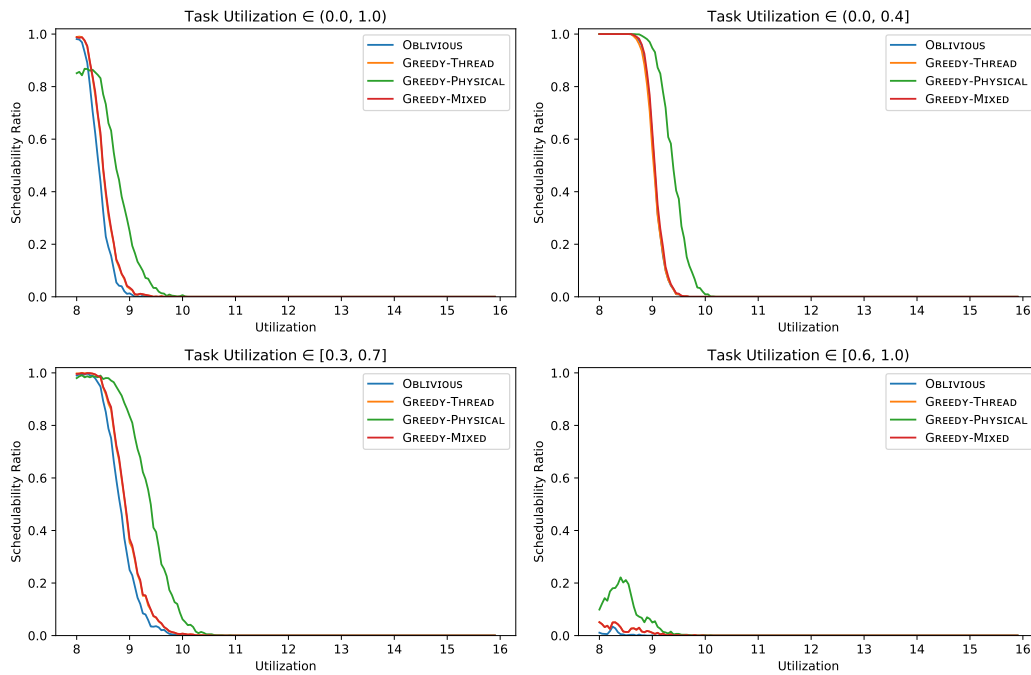 Task Utilization ∈ (0.0, 1.0)
Schedulability Ratio
1.0
0.8
0.6
0.4
0.2
0.0
8 9 10 11 12 13 14 15 16
Utilization
Oblivious
Greedy-Thread
Greedy-Physical
Greedy-Mixed
Task Utilization ∈ (0.0, 0.4]
Schedulability Ratio
1.0
0.8
0.6
0.4
0.2
0.0
8 9 10 11 12 13 14 15 16
Utilization
Oblivious
Greedy-Thread
Greedy-Physical
Greedy-Mixed
Task Utilization ∈ [0.3, 0.7]
Schedulability Ratio
1.0
0.8
0.6
0.4
0.2
0.0
8 9 10 11 12 13 14 15 16
Utilization
Oblivious
Greedy-Thread
Greedy-Physical
Greedy-Mixed
Task Utilization ∈ [0.6, 1.0)
Schedulability Ratio
1.0
0.8
0.6
0.4
0.2
0.0
8 9 10 11 12 13 14 15 16
Utilization
Oblivious
Greedy-Thread
Greedy-Physical
Greedy-Mixed